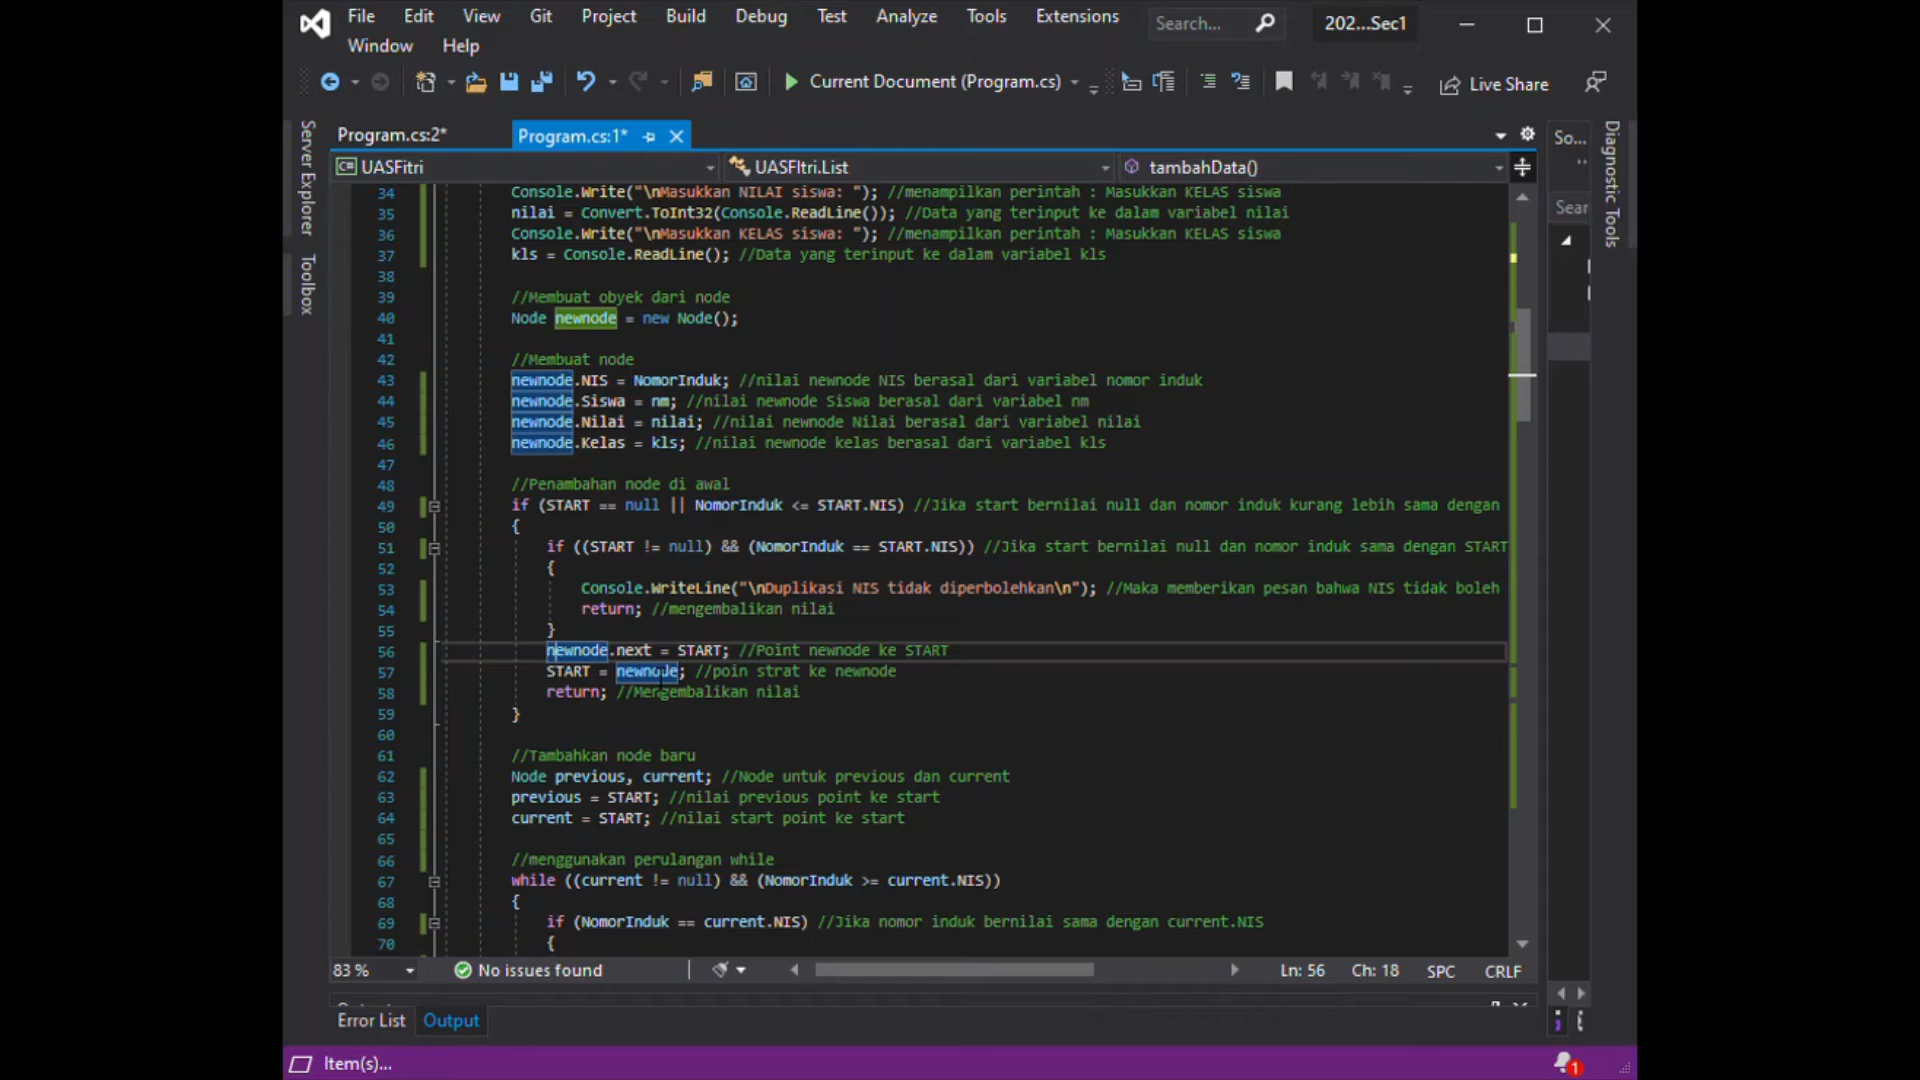 File Edit View Git Project Build Debug Test Analyze Tools Extensions Search... 202...Sec1
Window Help
Current Document (Program.cs) Live Share
Program.cs:2* Program.cs:1* So...
UASFitri UASFItri.List tambahData()
Server Explorer
Toolbox
Diagnostic Tools
Sear
34 Console.Write("\nMasukkan NILAI siswa: "); //menampilkan perintah : Masukkan KELAS siswa
35 nilai = Convert.ToInt32(Console.ReadLine()); //Data yang terinput ke dalam variabel nilai
36 Console.Write("\nMasukkan KELAS siswa: "); //menampilkan perintah : Masukkan KELAS siswa
37 kls = Console.ReadLine(); //Data yang terinput ke dalam variabel kls
38
39 //Membuat obyek dari node
40 Node newnode = new Node();
41
42 //Membuat node
43 newnode.NIS = NomorInduk; //nilai newnode NIS berasal dari variabel nomor induk
44 newnode.Siswa = nm; //nilai newnode Siswa berasal dari variabel nm
45 newnode.Nilai = nilai; //nilai newnode Nilai berasal dari variabel nilai
46 newnode.Kelas = kls; //nilai newnode kelas berasal dari variabel kls
47
48 //Penambahan node di awal
49 if (START == null || NomorInduk <= START.NIS) //Jika start bernilai null dan nomor induk kurang lebih sama dengan
50 {
51 if ((START != null) && (NomorInduk == START.NIS)) //Jika start bernilai null dan nomor induk sama dengan START
52 {
53 Console.WriteLine("\nDuplikasi NIS tidak diperbolehkan\n"); //Maka memberikan pesan bahwa NIS tidak boleh
54 return; //mengembalikan nilai
55 }
56 newnode.next = START; //Point newnode ke START
57 START = newnode; //poin strat ke newnode
58 return; //Mengembalikan nilai
59 }
60
61 //Tambahkan node baru
62 Node previous, current; //Node untuk previous dan current
63 previous = START; //nilai previous point ke start
64 current = START; //nilai start point ke start
65
66 //menggunakan perulangan while
67 while ((current != null) && (NomorInduk >= current.NIS))
68 {
69 if (NomorInduk == current.NIS) //Jika nomor induk bernilai sama dengan current.NIS
70 {
83 % No issues found Ln: 56 Ch: 18 SPC CRLF
Error List Output
Item(s)... 1